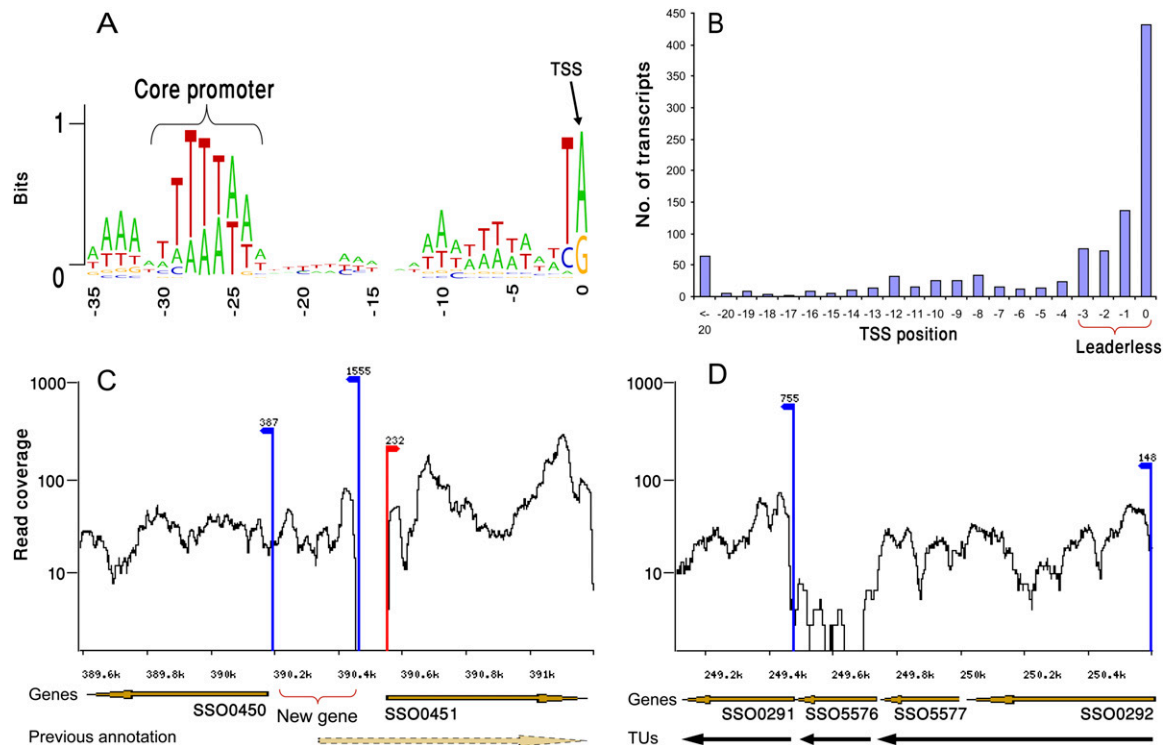 A
Core promoter
TSS
1
Bits
0
-35 -30 -25 -20 -15 -10 -5 0
B
No. of transcripts
450
400
350
300
250
200
150
100
50
0
<-20 -20 -19 -18 -17 -16 -15 -14 -13 -12 -11 -10 -9 -8 -7 -6 -5 -4 -3 -2 -1 0
TSS position
Leaderless
C
Read coverage
1000
100
10
387
1555
232
389.6k 389.8k 390k 390.2k 390.4k 390.6k 390.8k 391k
Genes
SSO0450
New gene
SSO0451
Previous annotation
D
1000
100
10
755
148
249.2k 249.4k 249.6k 249.8k 250k 250.2k 250.4k
Genes
SSO0291 SSO5576 SSO5577 SSO0292
TUs